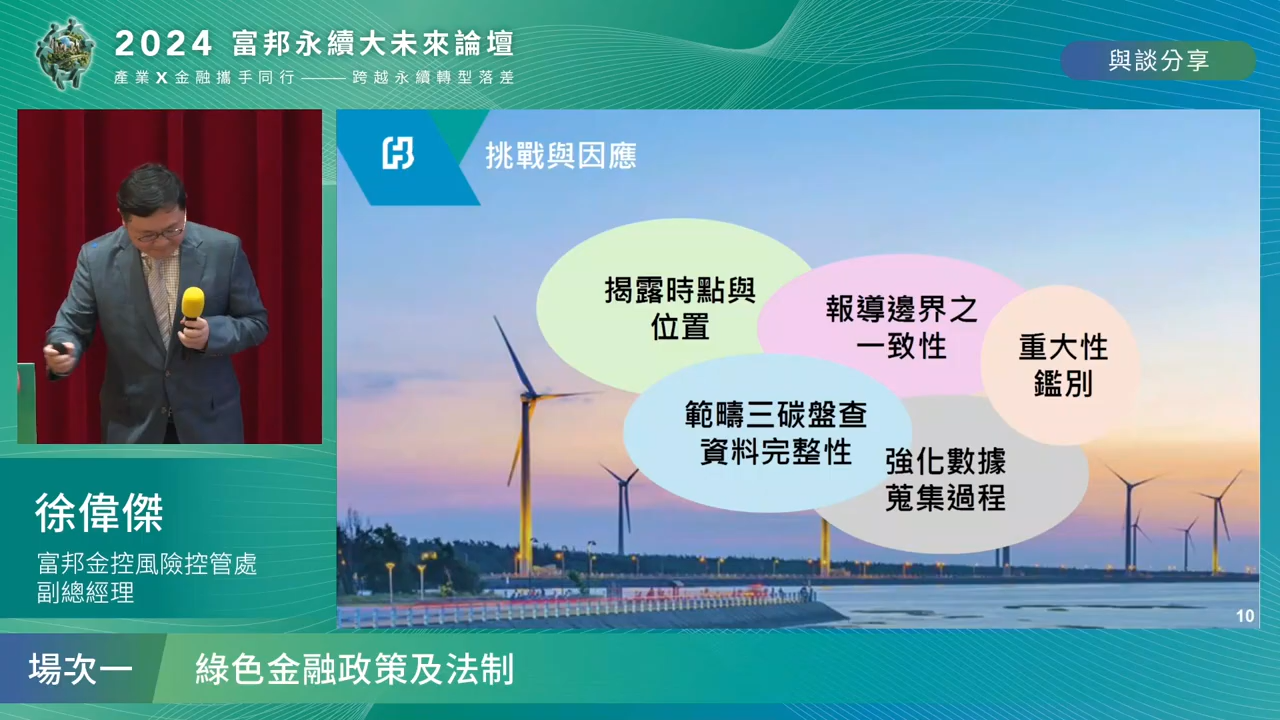 2024 富邦永續大未來論壇
產業X金融攜手同行——跨越永續轉型落差
與談分享
挑戰與因應
揭露時點與
位置
報導邊界之
一致性
重大性
鑑別
範疇三碳盤查
資料完整性
強化數據
蒐集過程
10
徐偉傑
富邦金控風險控管處
副總經理
場次一
綠色金融政策及法制